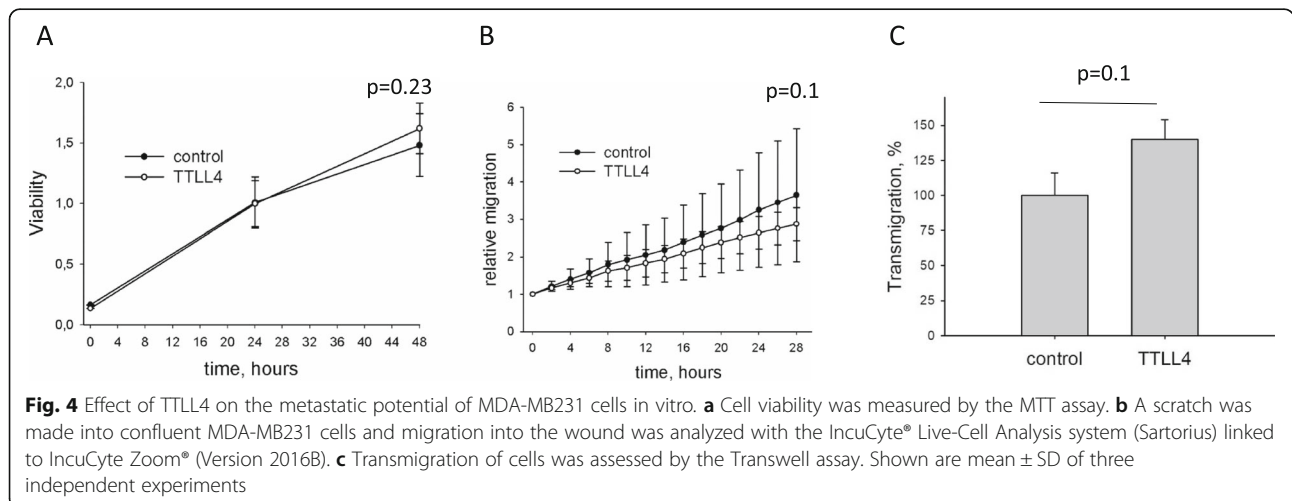 A
p=0.23
2,0
1,5
1,0
0,5
0,0
Viability
control
TTLL4
0 4 8 12 16 20 24 28 32 36 40 44 48
time, hours
B
p=0.1
6
5
4
3
2
1
0
relative migration
control
TTLL4
0 4 8 12 16 20 24 28
time, hours
C
p=0.1
150
125
100
75
50
25
0
Transmigration, %
control TTLL4
Fig. 4 Effect of TTLL4 on the metastatic potential of MDA-MB231 cells in vitro. a Cell viability was measured by the MTT assay. b A scratch was
made into confluent MDA-MB231 cells and migration into the wound was analyzed with the IncuCyte® Live-Cell Analysis system (Sartorius) linked
to IncuCyte Zoom® (Version 2016B). c Transmigration of cells was assessed by the Transwell assay. Shown are mean ± SD of three
independent experiments